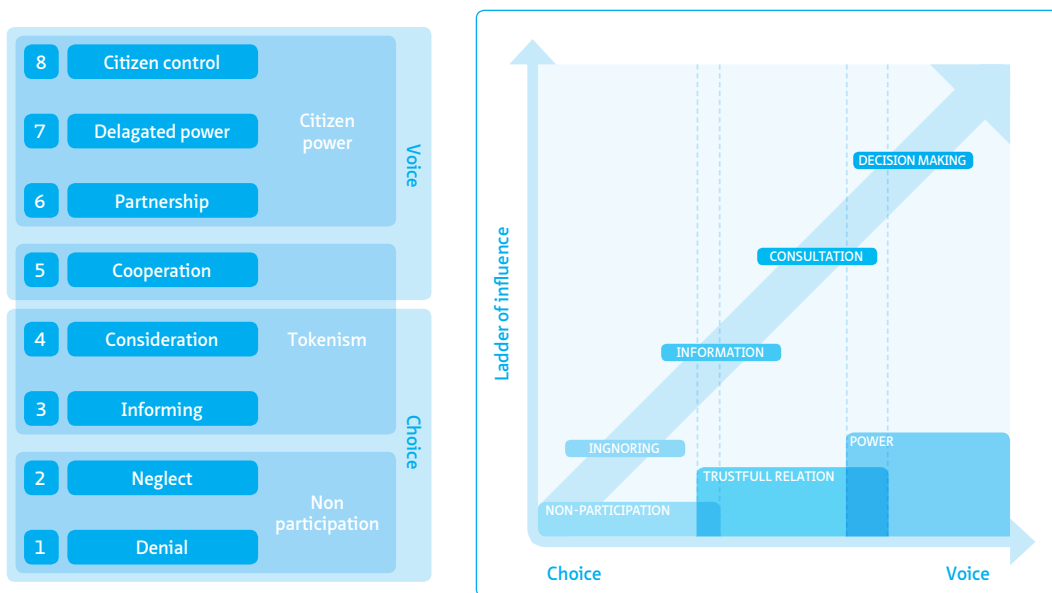 8 Citizen control
7 Delagated power
6 Partnership
Citizen
power
Voice
5 Cooperation
4 Consideration
3 Informing
Tokenism
Choice
2 Neglect
1 Denial
Non
participation
Ladder of influence
DECISION MAKING
CONSULTATION
INFORMATION
INGNORING
POWER
TRUSTFULL RELATION
NON-PARTICIPATION
Choice
Voice